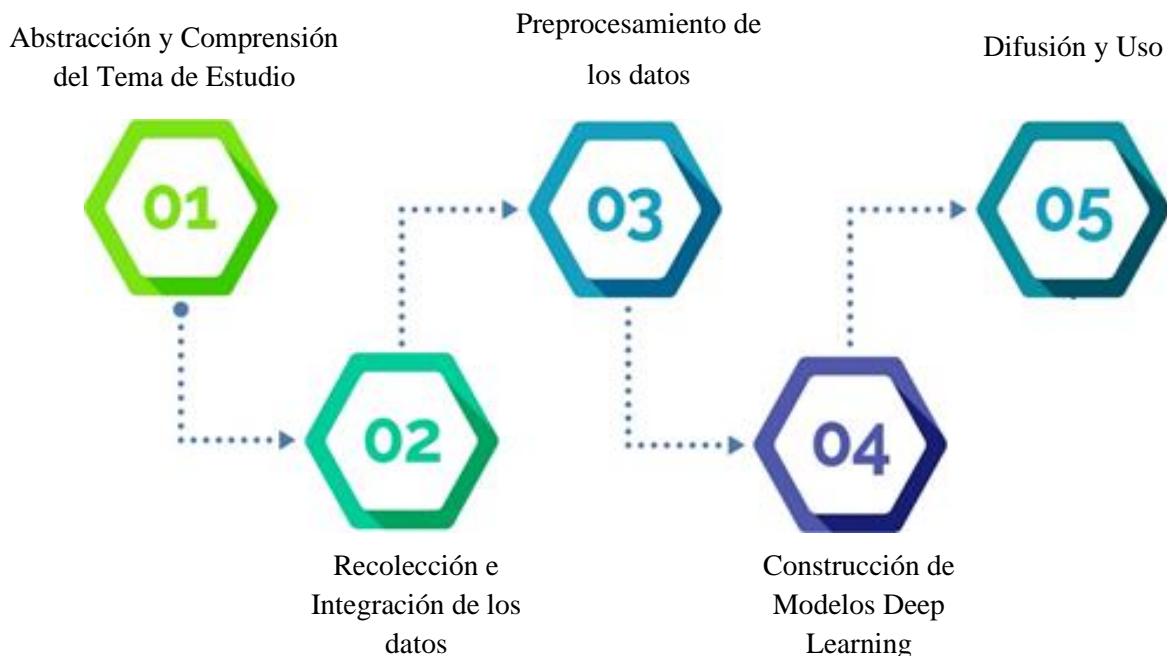 Abstracción y Comprensión
del Tema de Estudio
01
02
Recolección e
Integración de los
datos
Preprocesamiento de
los datos
03
04
Construcción de
Modelos Deep
Learning
Difusión y Uso
05